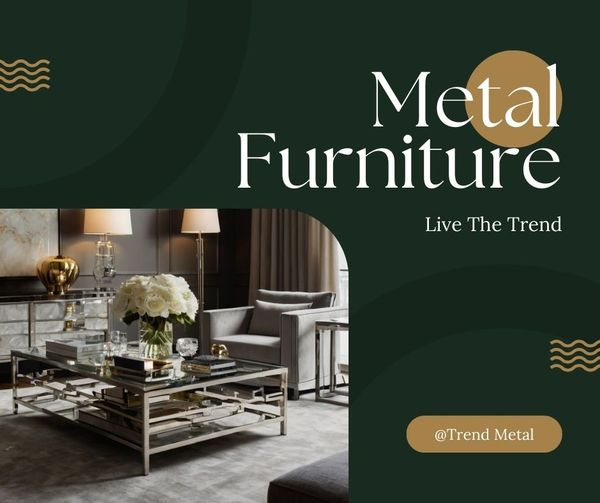 Metal
Furniture
Live The Trend
@Trend Metal